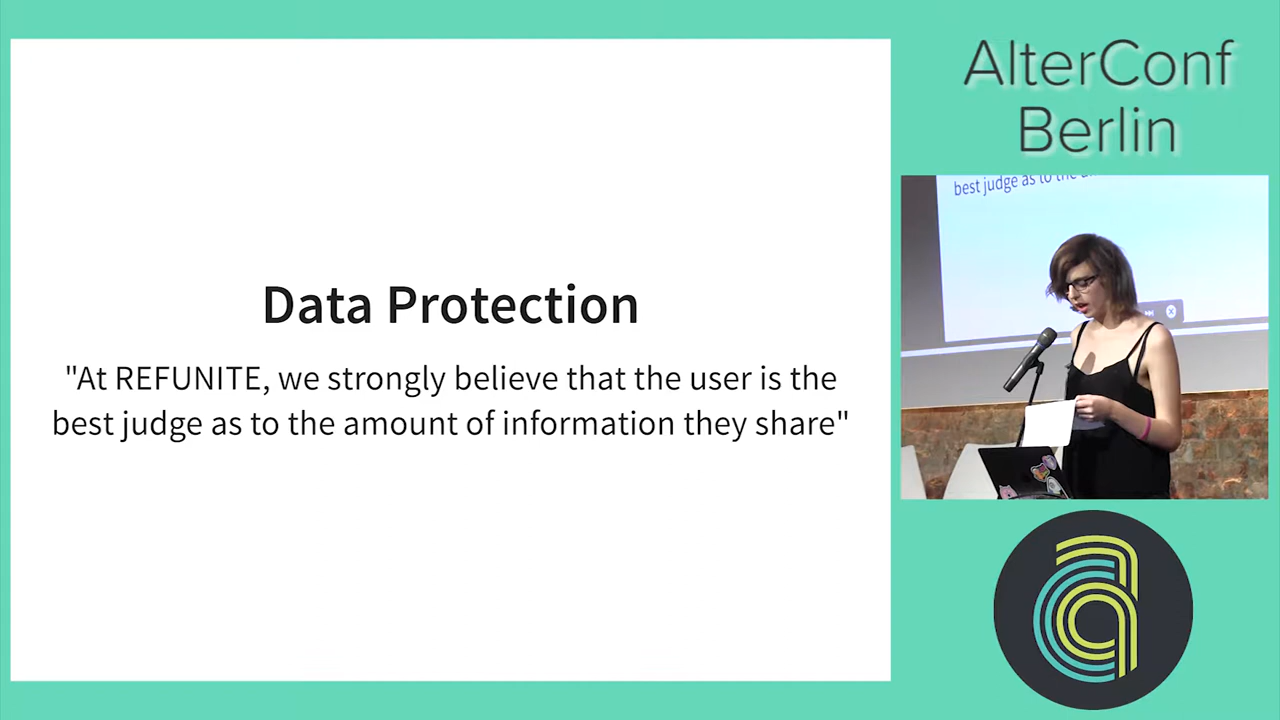 AlterConf
Berlin
Data Protection
"At REFUNITE, we strongly believe that the user is the
best judge as to the amount of information they share"
best judge as to the